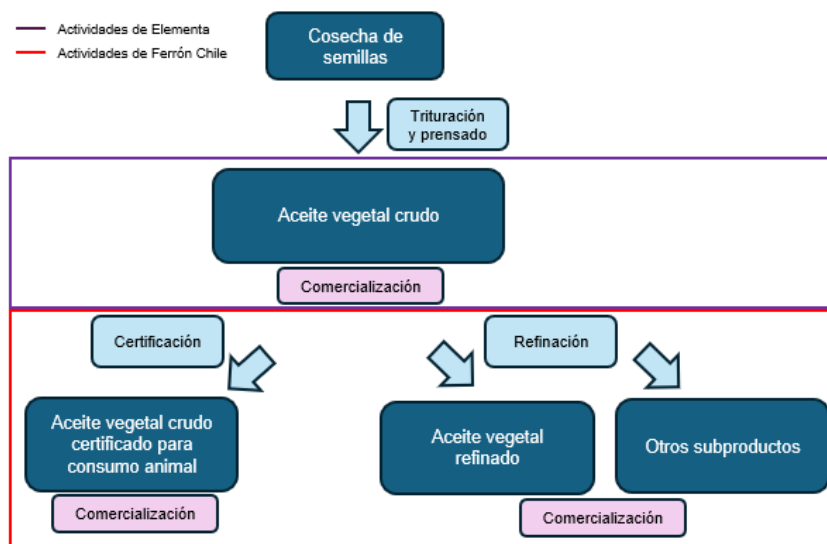 Actividades de Elementa
Actividades de Ferrón Chile
Cosecha de
semillas
Trituración
y prensado
Aceite vegetal crudo
Comercialización
Certificación
Refinación
Aceite vegetal crudo
certificado para
consumo animal
Aceite vegetal
refinado
Otros subproductos
Comercialización
Comercialización